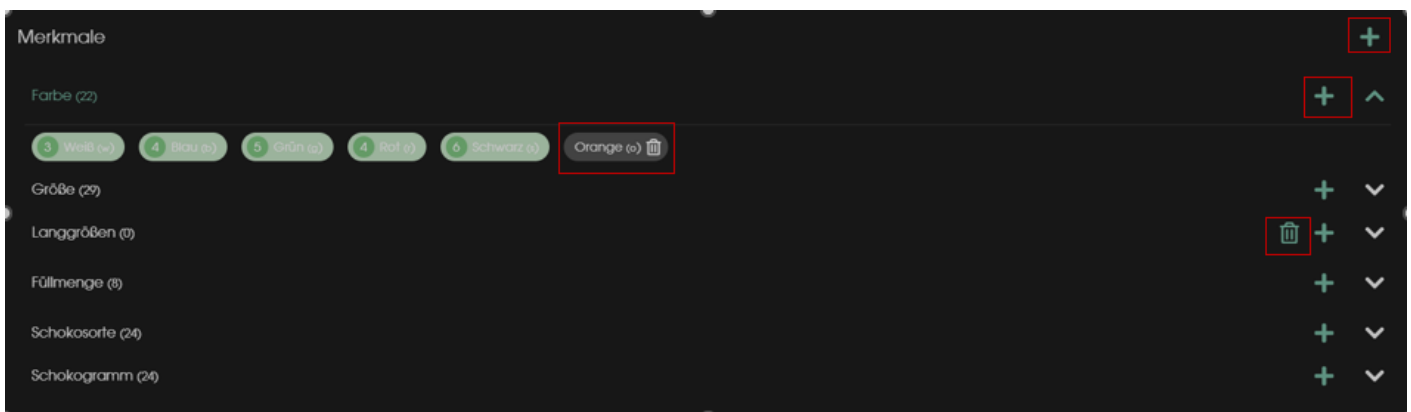 Merkmale
Farbe (22)
3 Weiß (w) 4 Blau (b) 5 Grün (g) 4 Rot (r) 6 Schwarz (s) Orange (o)
Größe (29)
Langgrößen (0)
Füllmenge (8)
Schokosorte (24)
Schokogramm (24)